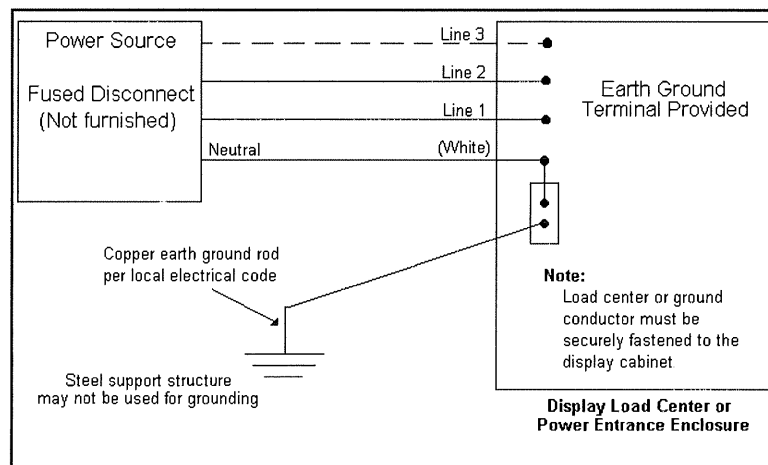 Power Source
Fused Disconnect
(Not furnished)
Line 3
Line 2
Line 1
Neutral
(White)
Earth Ground
Terminal Provided
Copper earth ground rod
per local electrical code
Steel support structure
may not be used for grounding
Note:
Load center or ground
conductor must be
securely fastened to the
display cabinet
Display Load Center or
Power Entrance Enclosure